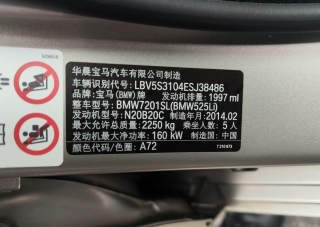 华晨宝马汽车有限公司制造
车辆识别代号: LBV5S3104ESJ38486
品牌: 宝马(BMW)牌 发动机排量: 1997 ml
整车型号: BMW7201SL(BMW525Li)
发动机型号: N20B20C 制造年月: 2014.02
最大允许总质量: 2250 kg 乘坐人数: 5 人
发动机最大净功率: 160 kW 制造国: 中国
颜色代码/色号: A72